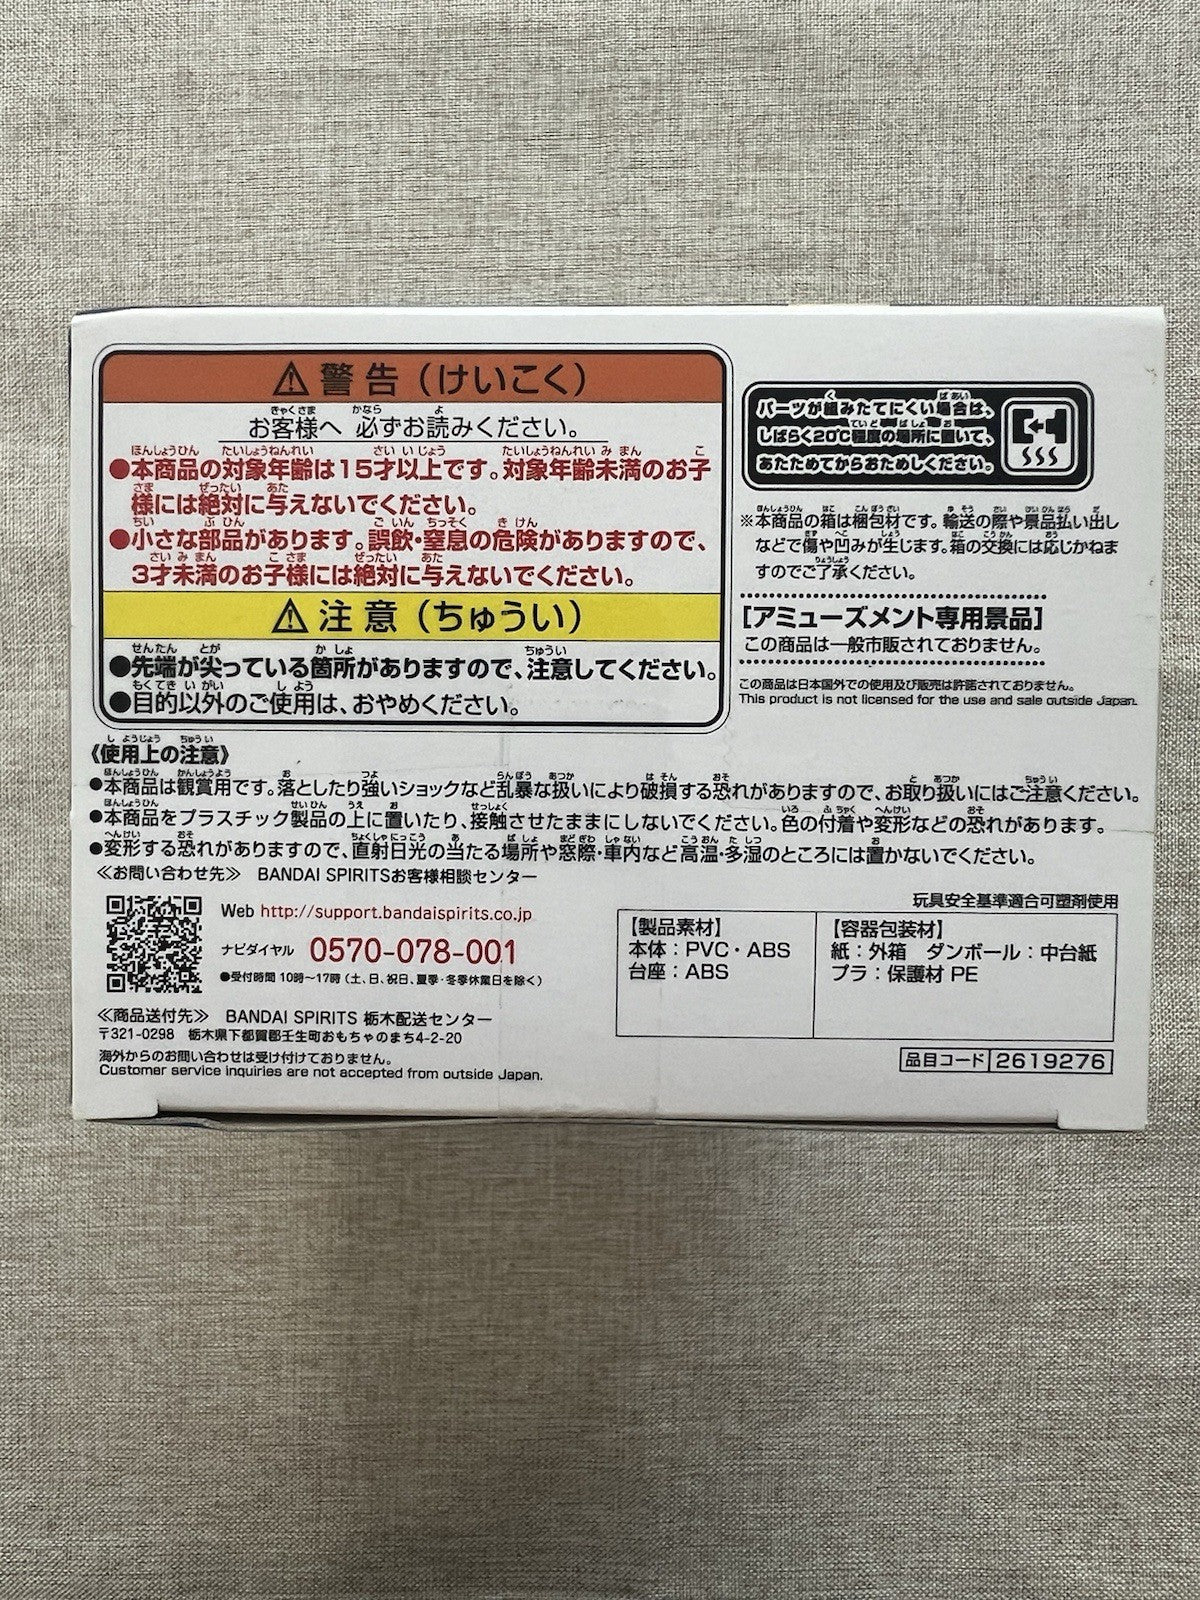 ⚠警告（けいこく）
お客様へ 必ずお読みください。
●本商品の対象年齢は15才以上です。対象年齢未満のお子
様には絶対に与えないでください。
●小さな部品があります。誤飲・窒息の危険がありますので、
3才未満のお子様には絶対に与えないでください。
⚠注意（ちゅうい）
●先端が尖っている箇所がありますので、注意してください。
●目的以外のご使用は、おやめください。
パーツが組みたてにくい場合は、
しばらく20℃程度の場所に置いて、
あたためてからおためしください。
※本商品の箱は梱包材です。輸送の際や景品払い出し
などで傷や凹みが生じます。箱の交換には応じかねま
すのでご了承ください。
【アミューズメント専用景品】
この商品は一般市販されておりません。
この商品は日本国外での使用及び販売は許諾されておりません。
This product is not licensed for the use and sale outside Japan.
《使用上の注意》
●本商品は観賞用です。落としたり強いショックなど乱暴な扱いにより破損する恐れがありますので、お取り扱いにはご注意ください。
●本商品をプラスチック製品の上に置いたり、接触させたままにしないでください。色の付着や変形などの恐れがあります。
●変形する恐れがありますので、直射日光の当たる場所や窓際・車内など高温・多湿のところには置かないでください。
≪お問い合わせ先≫ BANDAI SPIRITSお客様相談センター
Web http://support.bandaispirits.co.jp
ナビダイヤル 0570-078-001
●受付時間 10時～17時（土、日、祝日、夏季・冬季休業日を除く）
≪商品送付先≫ BANDAI SPIRITS 栃木配送センター
〒321-0298 栃木県下都賀郡壬生町おもちゃのまち4-2-20
海外からのお問い合わせは受け付けておりません。
Customer service inquiries are not accepted from outside Japan.
玩具安全基準適合可塑剤使用
【製品素材】
本体：PVC・ABS
台座：ABS
【容器包装材】
紙：外箱 ダンボール：中台紙
プラ：保護材 PE
品目コード 2619276